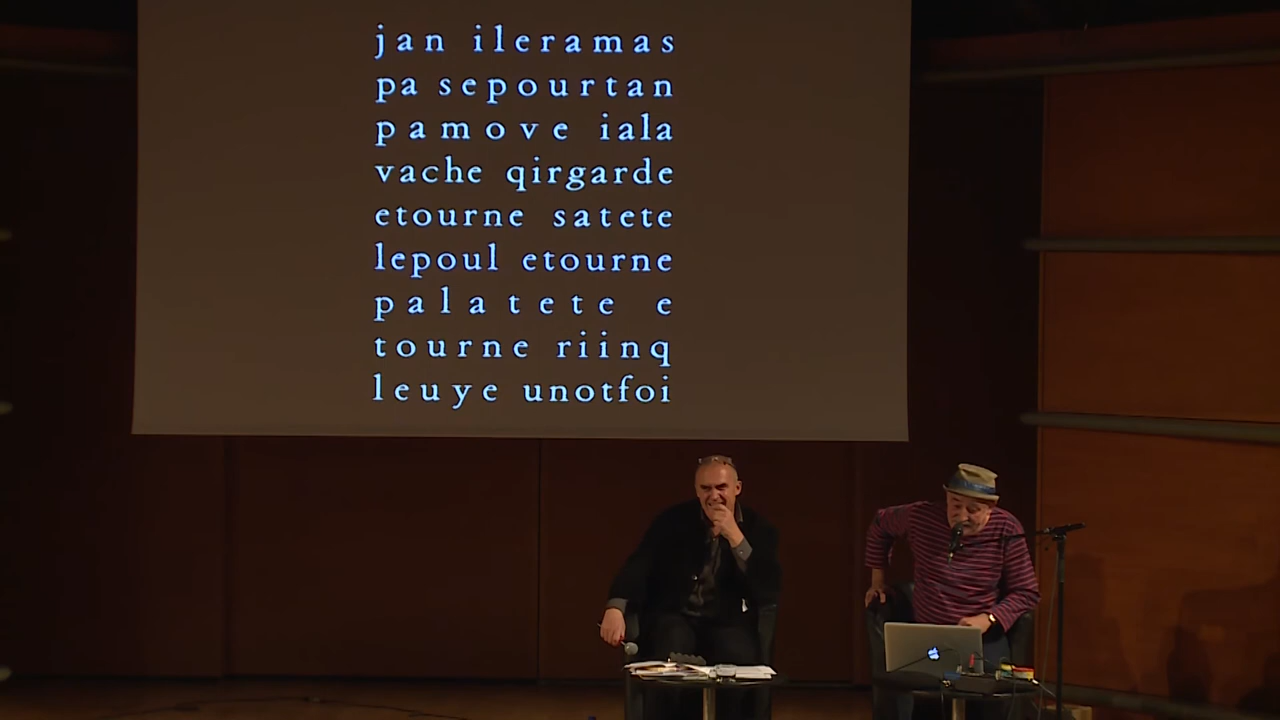 jan ileramas
pa sepourtan
pamove iala
vache qirgarde
etourne satete
lepoul etourne
palatete e
tourne riinq
leuye unotfoi